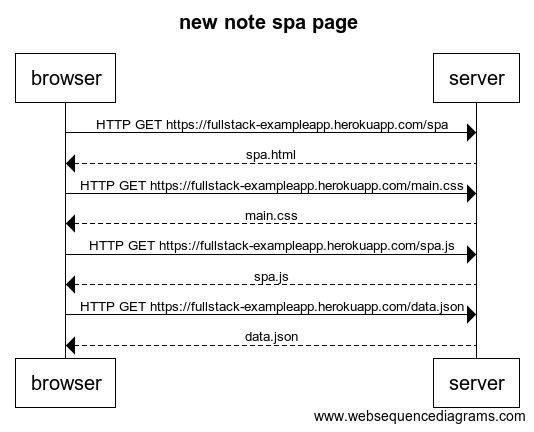 new note spa page
browser
server
HTTP GET https://fullstack-exampleapp.herokuapp.com/spa
spa.html
HTTP GET https://fullstack-exampleapp.herokuapp.com/main.css
main.css
HTTP GET https://fullstack-exampleapp.herokuapp.com/spa.js
spa.js
HTTP GET https://fullstack-exampleapp.herokuapp.com/data.json
data.json
browser
server
www.websequencediagrams.com